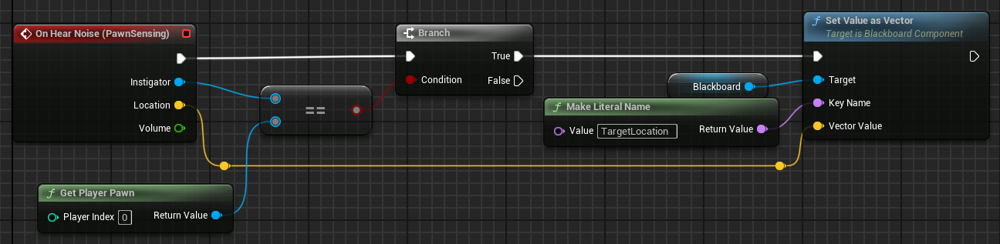 On Hear Noise (PawnSensing)
Instigator
Location
Volume
Get Player Pawn
Player Index 0
Return Value
==
Branch
True
Condition
False
Blackboard
Make Literal Name
Value TargetLocation
Return Value
Set Value as Vector
Target is Blackboard Component
Target
Key Name
Vector Value